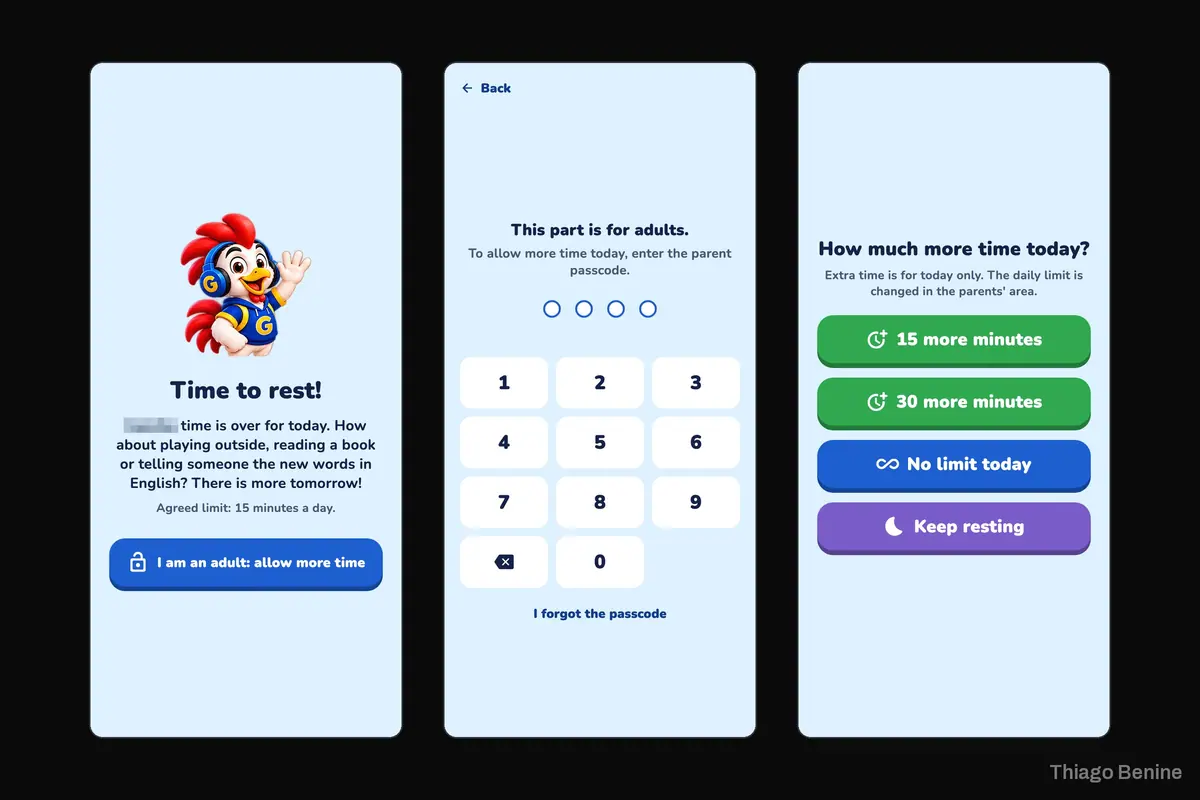 G
G
Time to rest!
time is over for today. How
about playing outside, reading a book
or telling someone the new words in
English? There is more tomorrow!
Agreed limit: 15 minutes a day.
I am an adult: allow more time
Back
This part is for adults.
To allow more time today, enter the parent
passcode.
1 2 3
4 5 6
7 8 9
0
I forgot the passcode
How much more time today?
Extra time is for today only. The daily limit is
changed in the parents' area.
15 more minutes
30 more minutes
No limit today
Keep resting
Thiago Benine